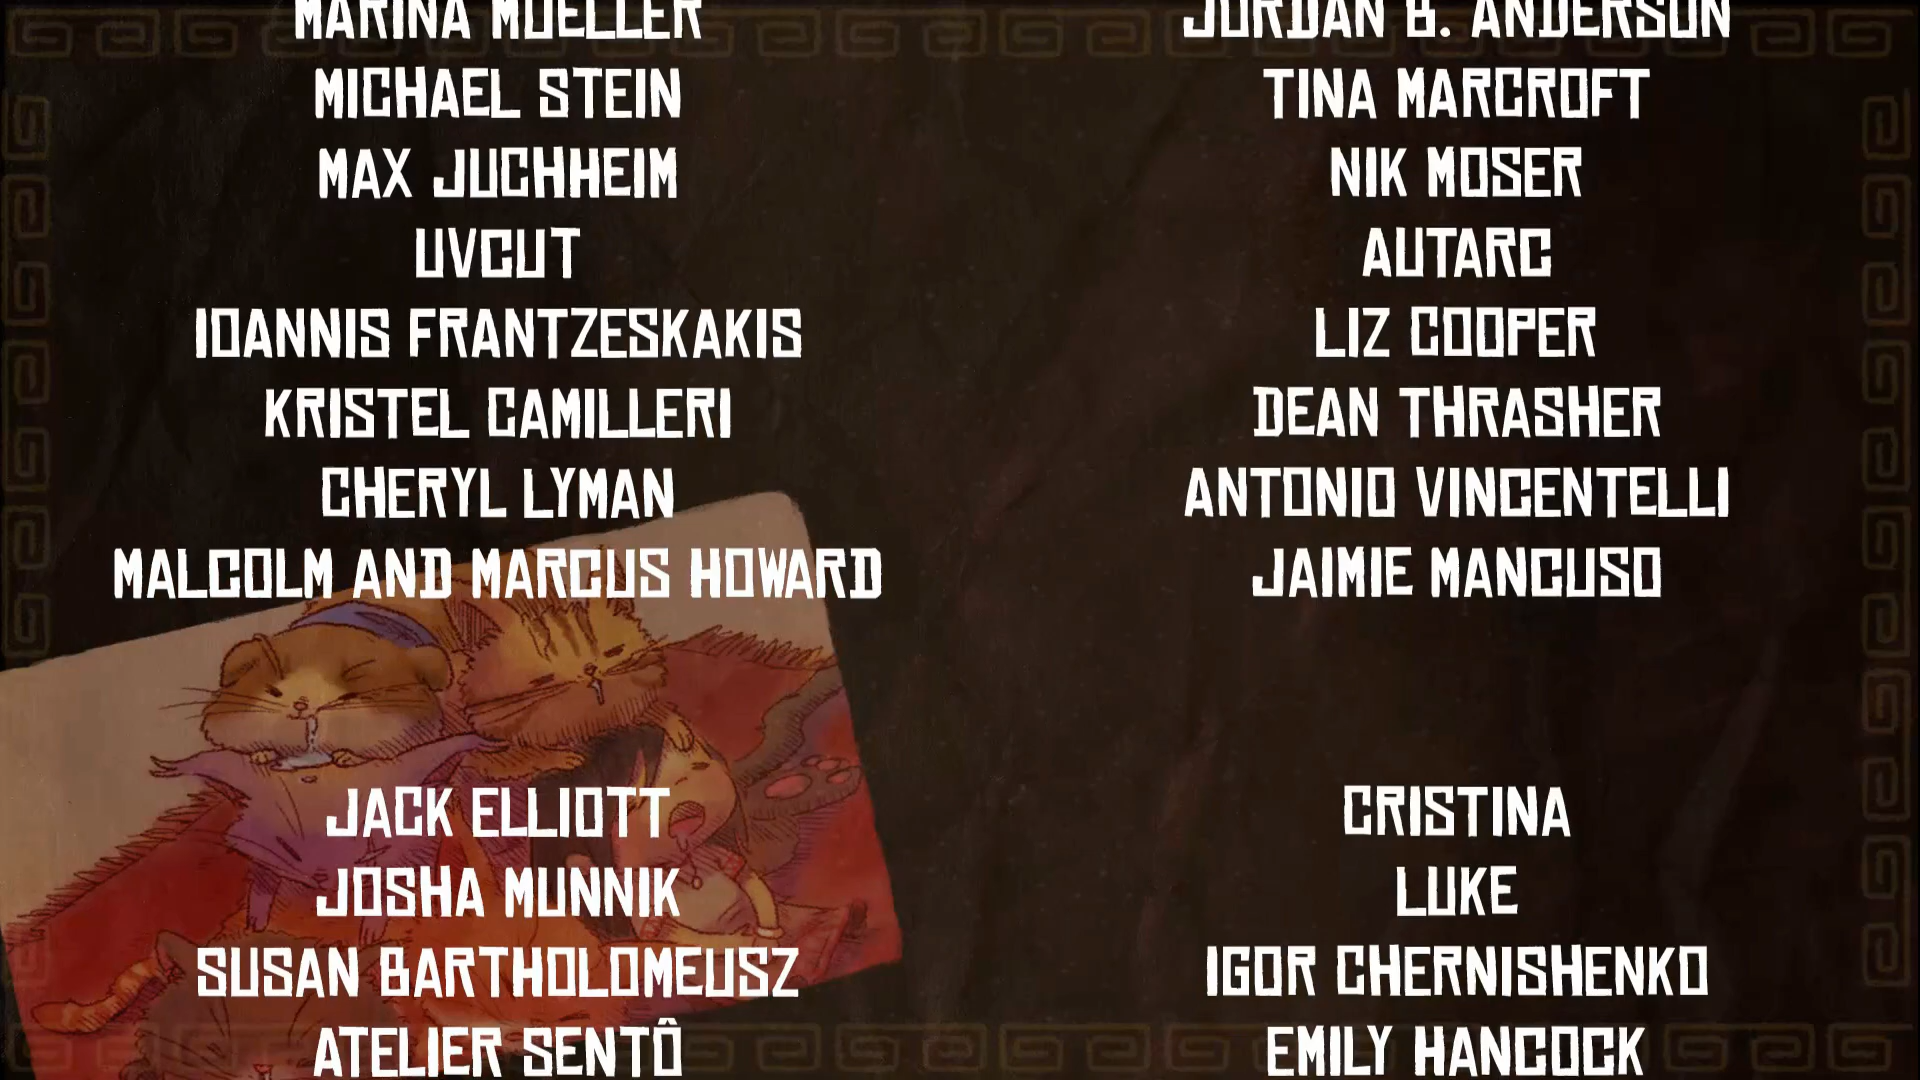 MARINA MUELLER
JORDAN B. ANDERSON
MICHAEL STEIN
TINA MARCROFT
MAX JUCHHEIM
NIK MOSER
UVCUT
AUTARC
IOANNIS FRANTZESKAKIS
LIZ COOPER
KRISTEL CAMILLERI
DEAN THRASHER
CHERYL LYMAN
ANTONIO VINCENTELLI
MALCOLM AND MARCUS HOWARD
JAIMIE MANCUSO
JACK ELLIOTT
CRISTINA
JOSHA MUNNIK
LUKE
SUSAN BARTHOLOMEUSZ
IGOR CHERNISHENKO
ATELIER SENTÔ
EMILY HANCOCK